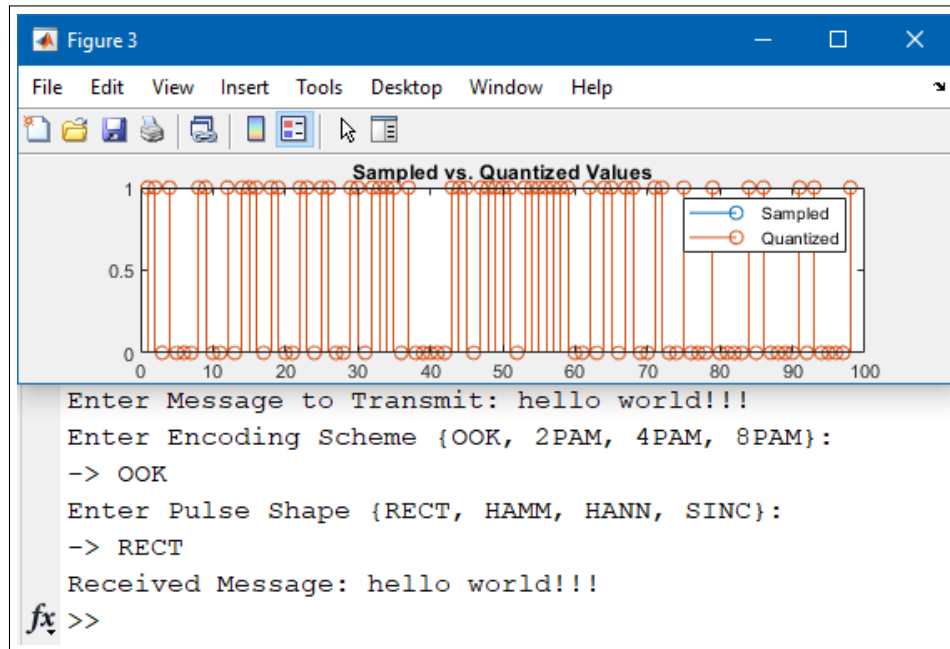 Figure 3
File Edit View Insert Tools Desktop Window Help
Sampled vs. Quantized Values
1
0.5
0
Sampled
Quantized
0 10 20 30 40 50 60 70 80 90 100
Enter Message to Transmit: hello world!!!
Enter Encoding Scheme {OOK, 2PAM, 4PAM, 8PAM}:
-> OOK
Enter Pulse Shape {RECT, HAMM, HANN, SINC}:
-> RECT
Received Message: hello world!!!
fx >>